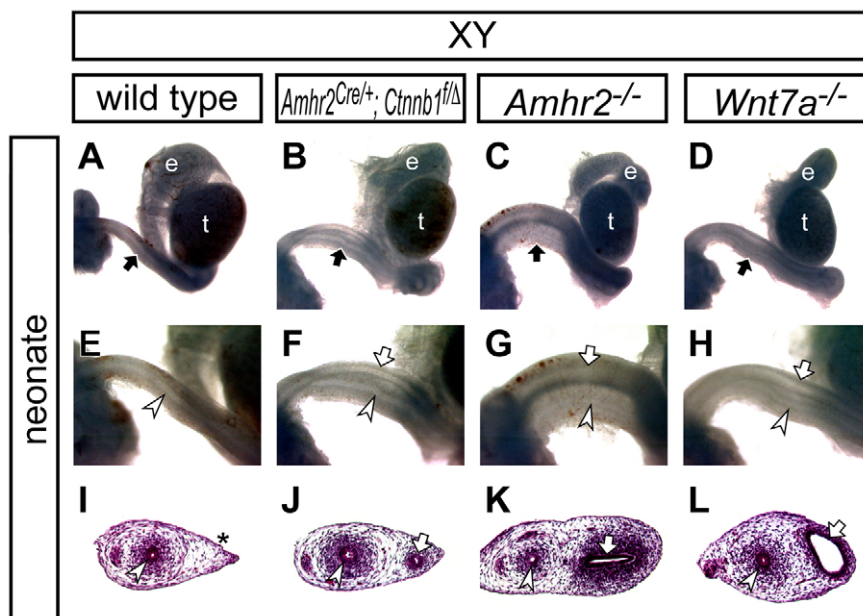 XY
wild type
Amhr2Cre/+; Ctnnb1f/Δ
Amhr2-/-
Wnt7a-/-
neonate
A
e
t
B
e
t
C
e
t
D
e
t
E
F
G
H
I
*
J
K
L